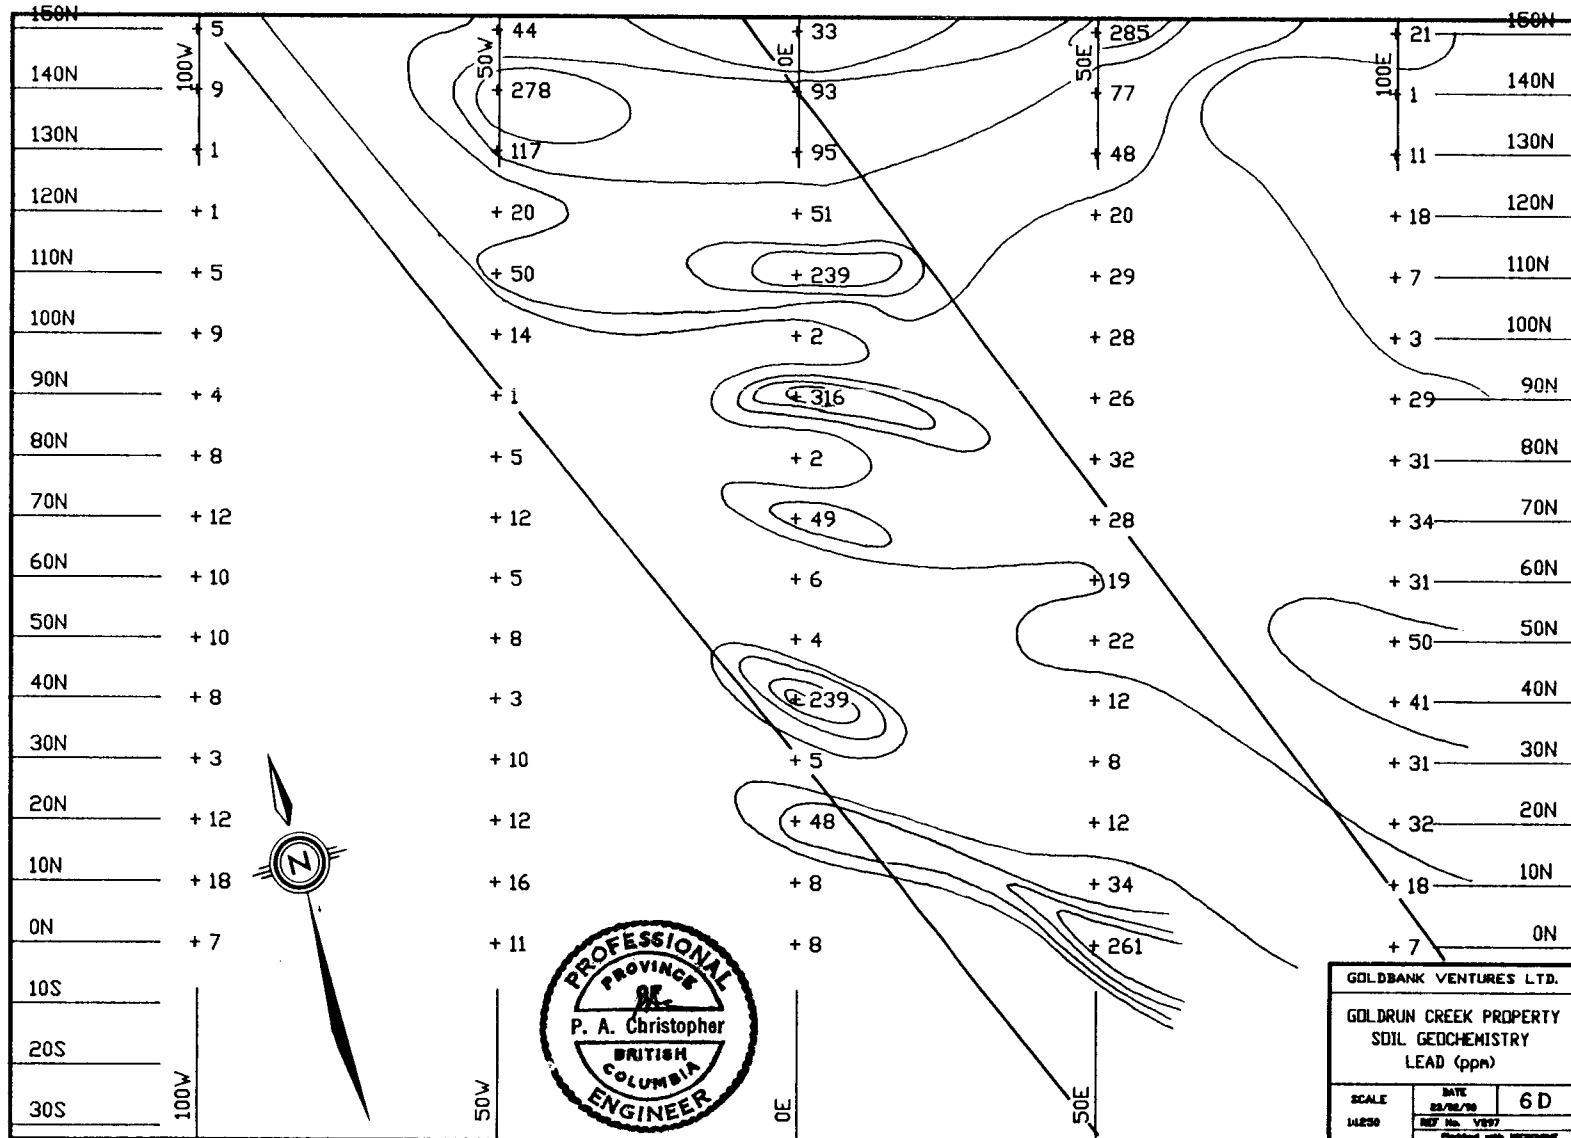 150N 5 44 33 285 21 150N
100W 50W 0E 50E 100E
140N 9 278 93 77 1 140N
130N 1 117 95 48 11 130N
120N 1 20 51 20 18 120N
110N 5 50 239 29 7 110N
100N 9 14 2 28 3 100N
90N 4 1 316 26 29 90N
80N 8 5 2 32 31 80N
70N 12 12 49 28 34 70N
60N 10 5 6 19 31 60N
50N 10 8 4 22 50 50N
40N 8 3 239 12 41 40N
30N 3 10 5 8 31 30N
20N 12 12 48 12 32 20N
10N 18 16 8 34 18 10N
0N 7 11 8 261 7 0N
10S
20S
30S
100W 50W 0E 50E
N
PROFESSIONAL
PROVINCE
OF
P. A. Christopher
BRITISH
COLUMBIA
ENGINEER
GOLDBANK VENTURES LTD.
GOLDRUN CREEK PROPERTY
SOIL GEOCHEMISTRY
LEAD (ppm)
SCALE
1:1250
DATE
6D
REF No. V297